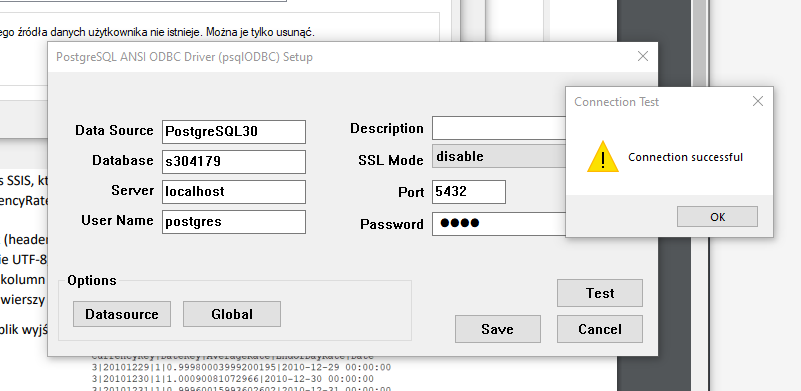 ego źródła danych użytkownika nie istnieje. Można je tylko usunąć.
PostgreSQL ANSI ODBC Driver (psqlODBC) Setup
Data Source PostgreSQL30
Database s304179
Server localhost
User Name postgres
Description
SSL Mode disable
Port 5432
Password ●●●●
Options
Datasource Global
Test
Save Cancel
Connection Test
Connection successful
OK
s SSIS, kt
encyRate
(header
ie UTF-8
kolumn
wierszy
plik wyjś
CurrencyKey|DateKey|AverageRate|EndOfDayRate|Date
3|20101229|1|0.99980003999200195|2010-12-29 00:00:00
3|20101230|1|1.00090081072966|2010-12-30 00:00:00
3|20101231|1|0.99960015993602602|2010-12-31 00:00:00